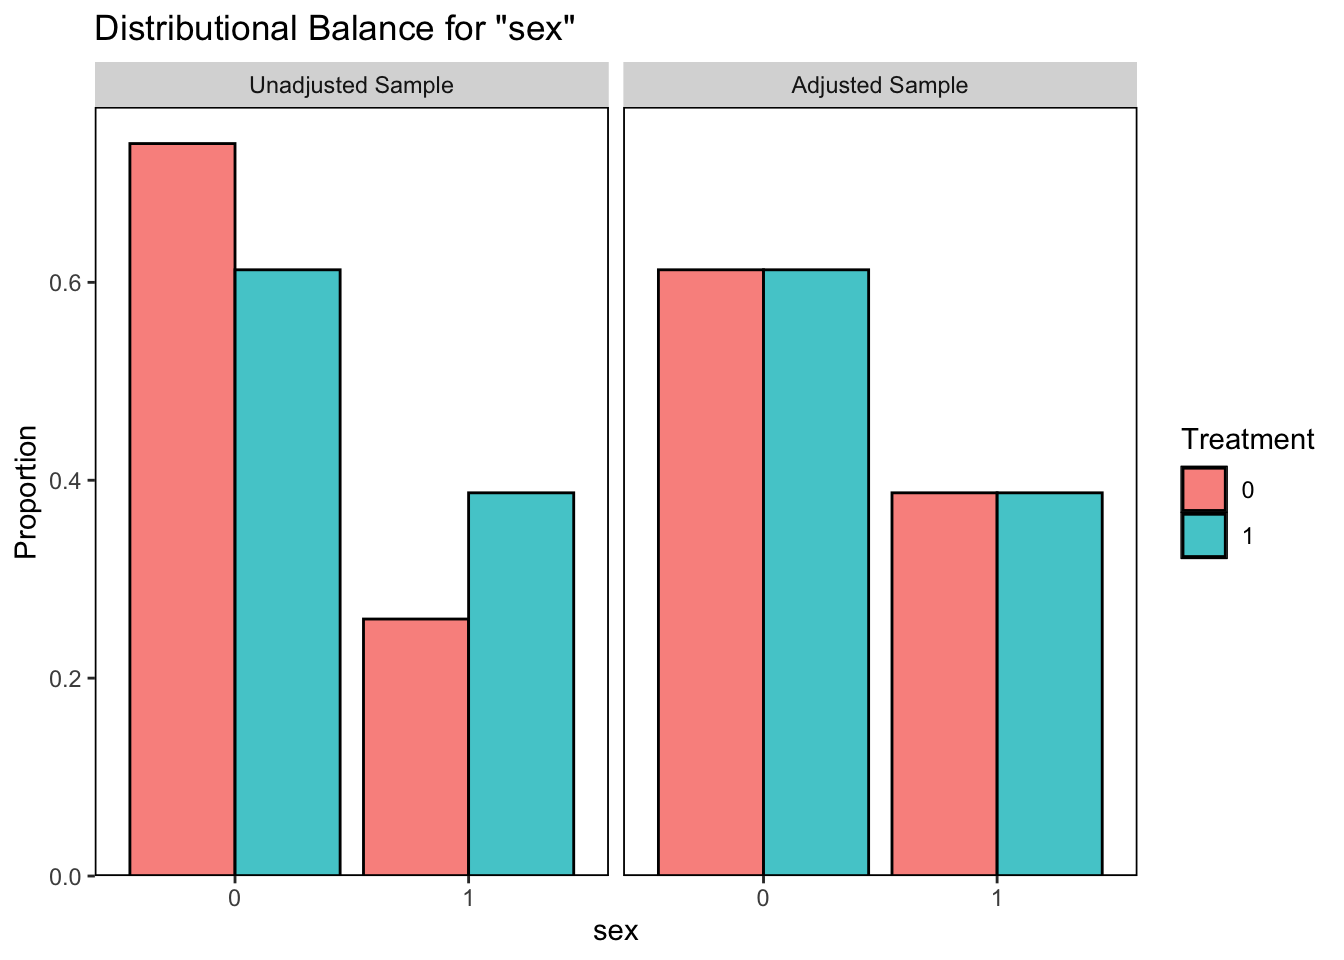 Distributional Balance for "sex"
Unadjusted Sample
Adjusted Sample
Proportion
0.6
0.4
0.2
0.0
0
1
0
1
sex
Treatment
0
1